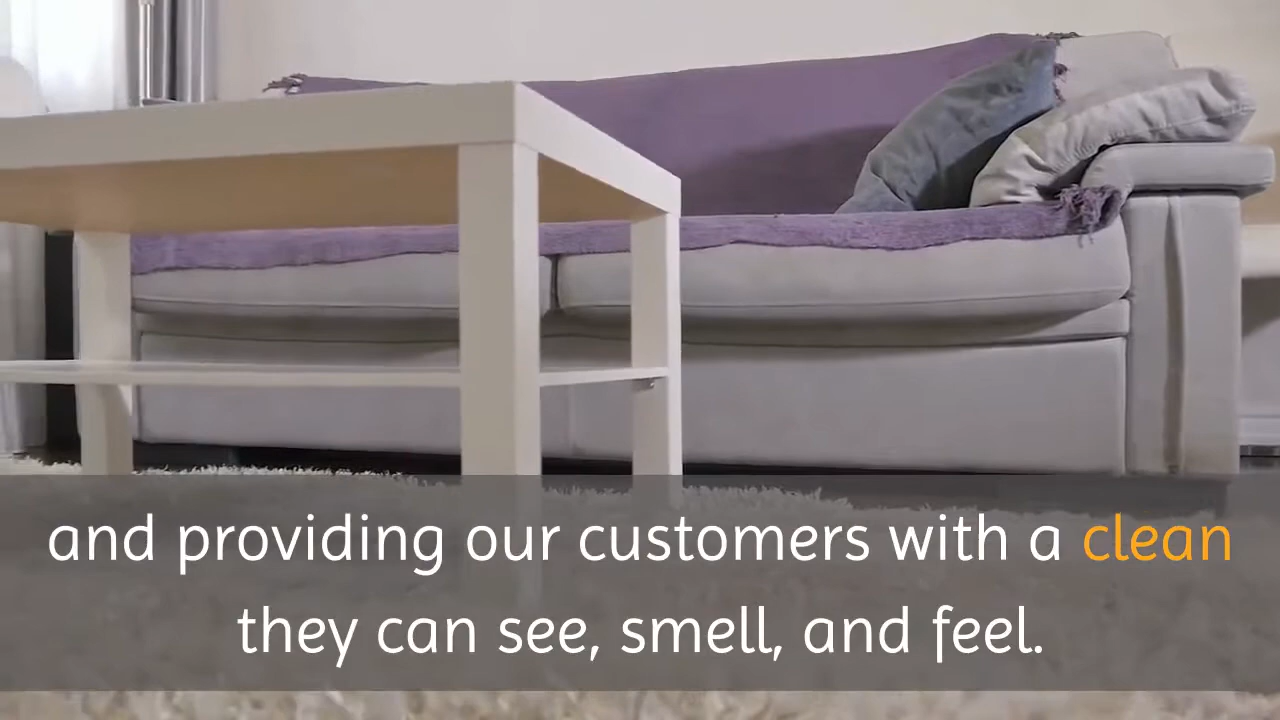 and providing our customers with a clean
they can see, smell, and feel.